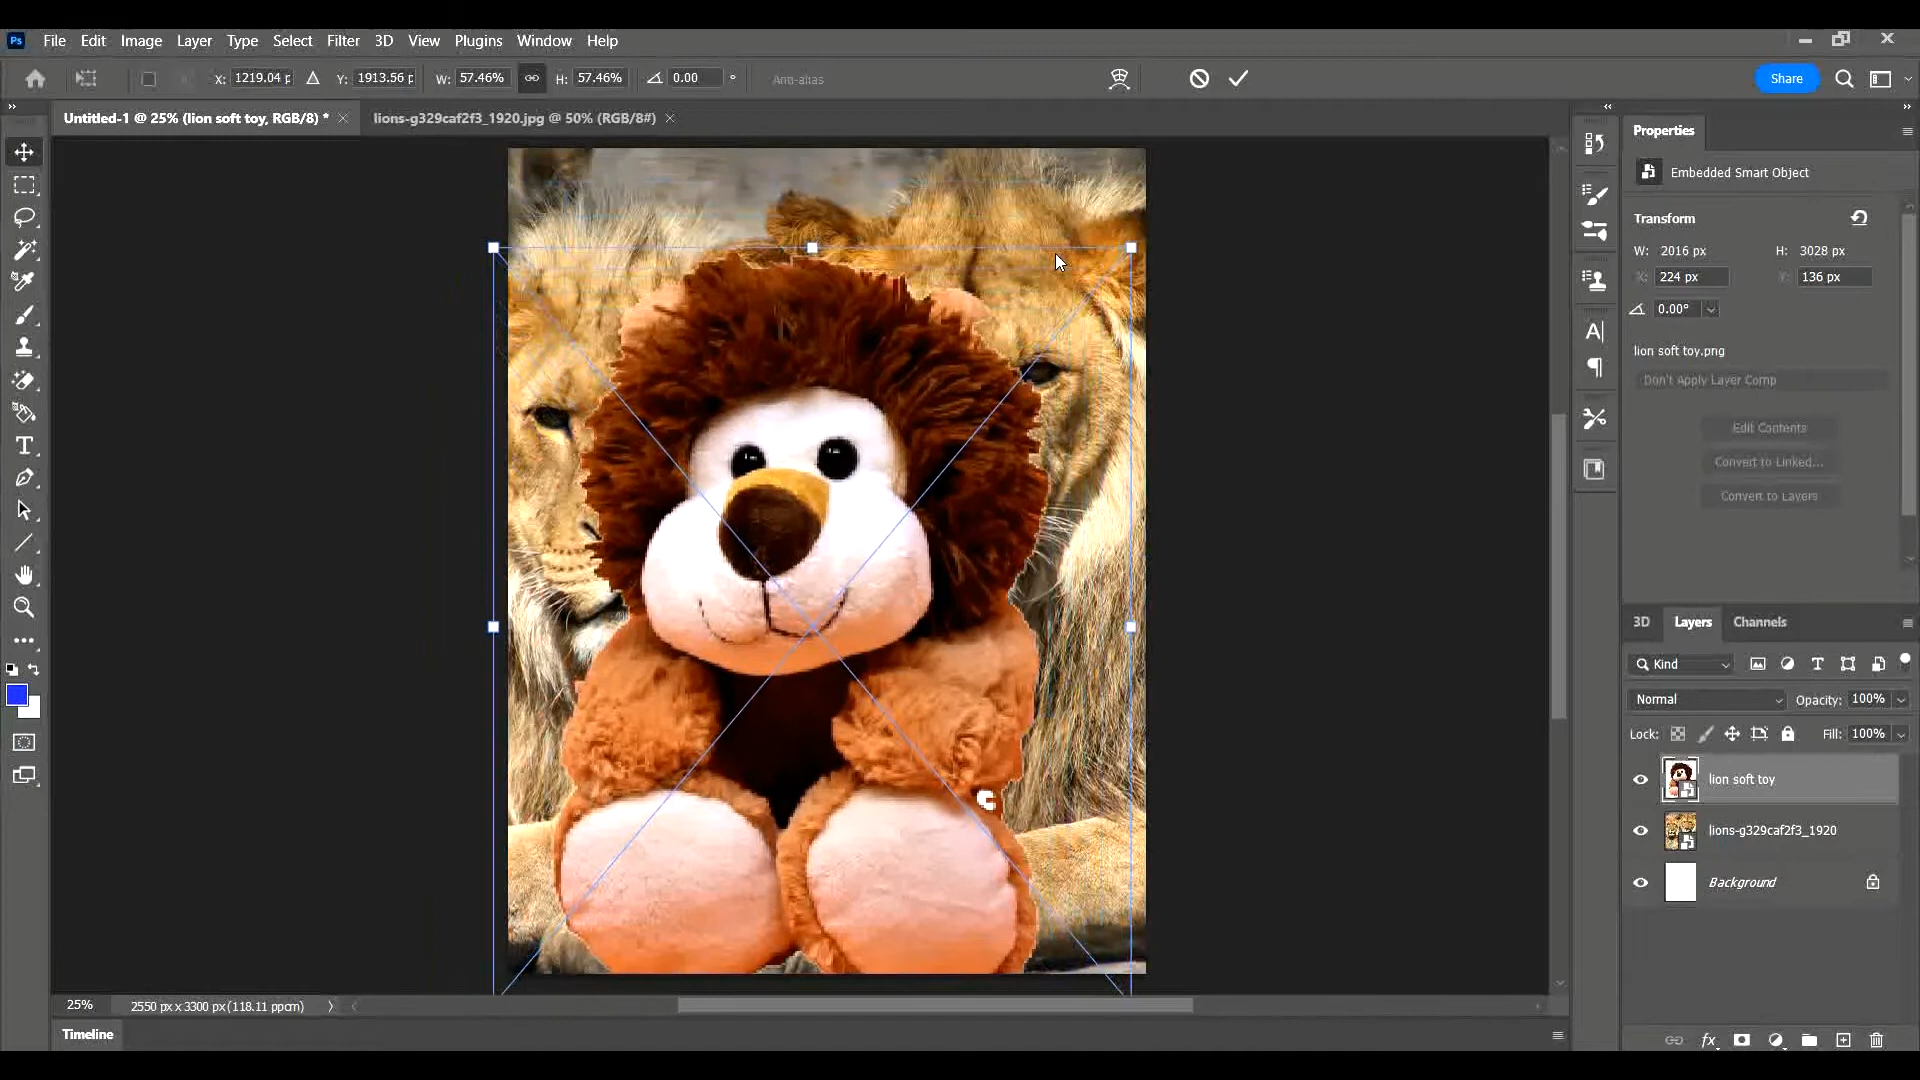 Ps File Edit Image Layer Type Select Filter 3D View Plugins Window Help
X: 1219.04 p Y: 1913.56 p W: 57.46% H: 57.46% 0.00 ° Anti-alias Share
Untitled-1 @ 25% (lion soft toy, RGB/8) * lions-g329caf2f3_1920.jpg @ 50% (RGB/8#)
Properties
Embedded Smart Object
Transform
W: 2016 px H: 3028 px
X: 224 px Y: 136 px
0.00°
lion soft toy.png
Don't Apply Layer Comp
Edit Contents
Convert to Linked...
Convert to Layers
3D Layers Channels
Kind
Normal Opacity: 100%
Lock: Fill: 100%
lion soft toy
lions-g329caf2f3_1920
Background
fx
25% 2550 px x 3300 px (118.11 ppcm)
Timeline